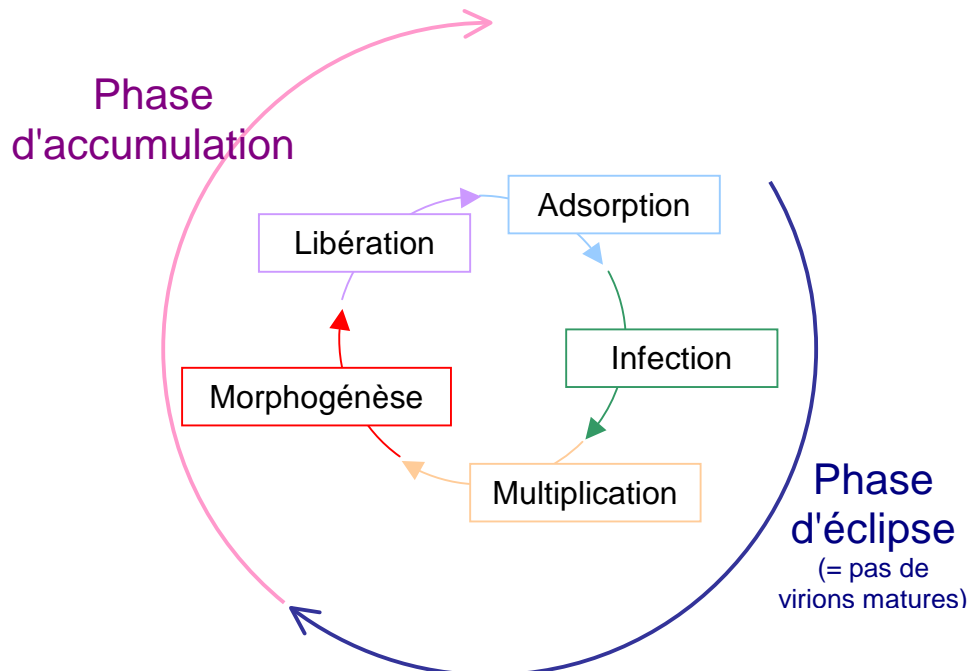 Phase
d'accumulation
Adsorption
Libération
Infection
Morphogénèse
Multiplication
Phase
d'éclipse
(= pas de
virions matures)